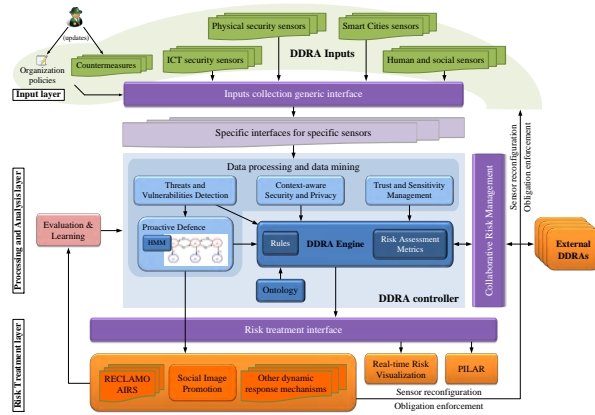 Physical security sensors
Smart Cities sensors
(updates)
DDRA Inputs
Organization
policies
Countermeasures
ICT security sensors
Human and social sensors
Input layer
Inputs collection generic interface
Specific interfaces for specific sensors
Sensor reconfiguration
Obligation enforcement
Data processing and data mining
Threats and
Vulnerabilities Detection
Context-aware
Security and Privacy
Trust and Sensitivity
Management
Processing and Analysis layer
Evaluation &
Learning
Proactive Defence
HMM
Rules
DDRA Engine
Risk Assessment
Metrics
Collaborative Risk Management
External
DDRAs
Ontology
DDRA controller
Risk treatment interface
Risk Treatment layer
RECLAMO
AIRS
Social Image
Promotion
Other dynamic
response mechanisms
Real-time Risk
Visualization
PILAR
Sensor reconfiguration
Obligation enforcement